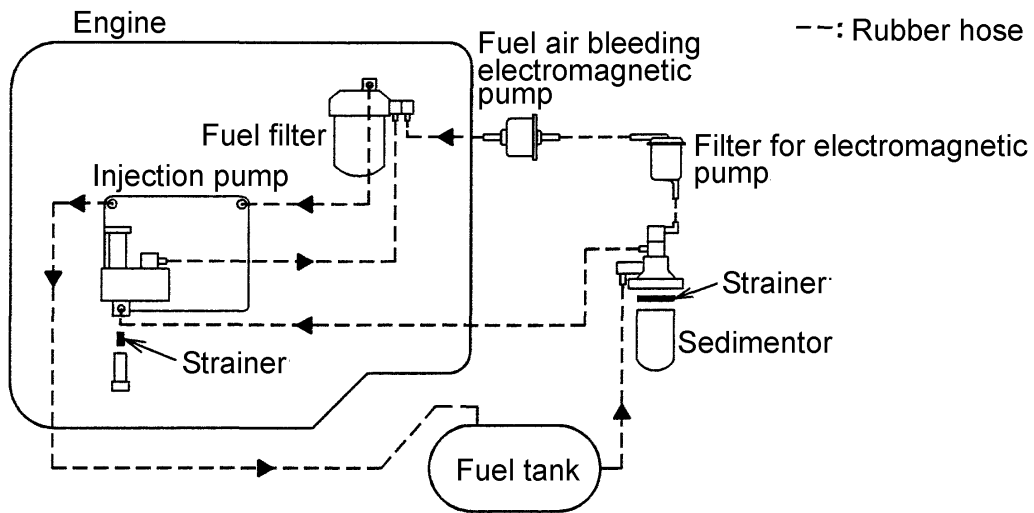 Engine
--: Rubber hose
Fuel air bleeding
electromagnetic
pump
Fuel filter
Filter for electromagnetic
pump
Injection pump
Strainer
Sedimentor
Strainer
Fuel tank